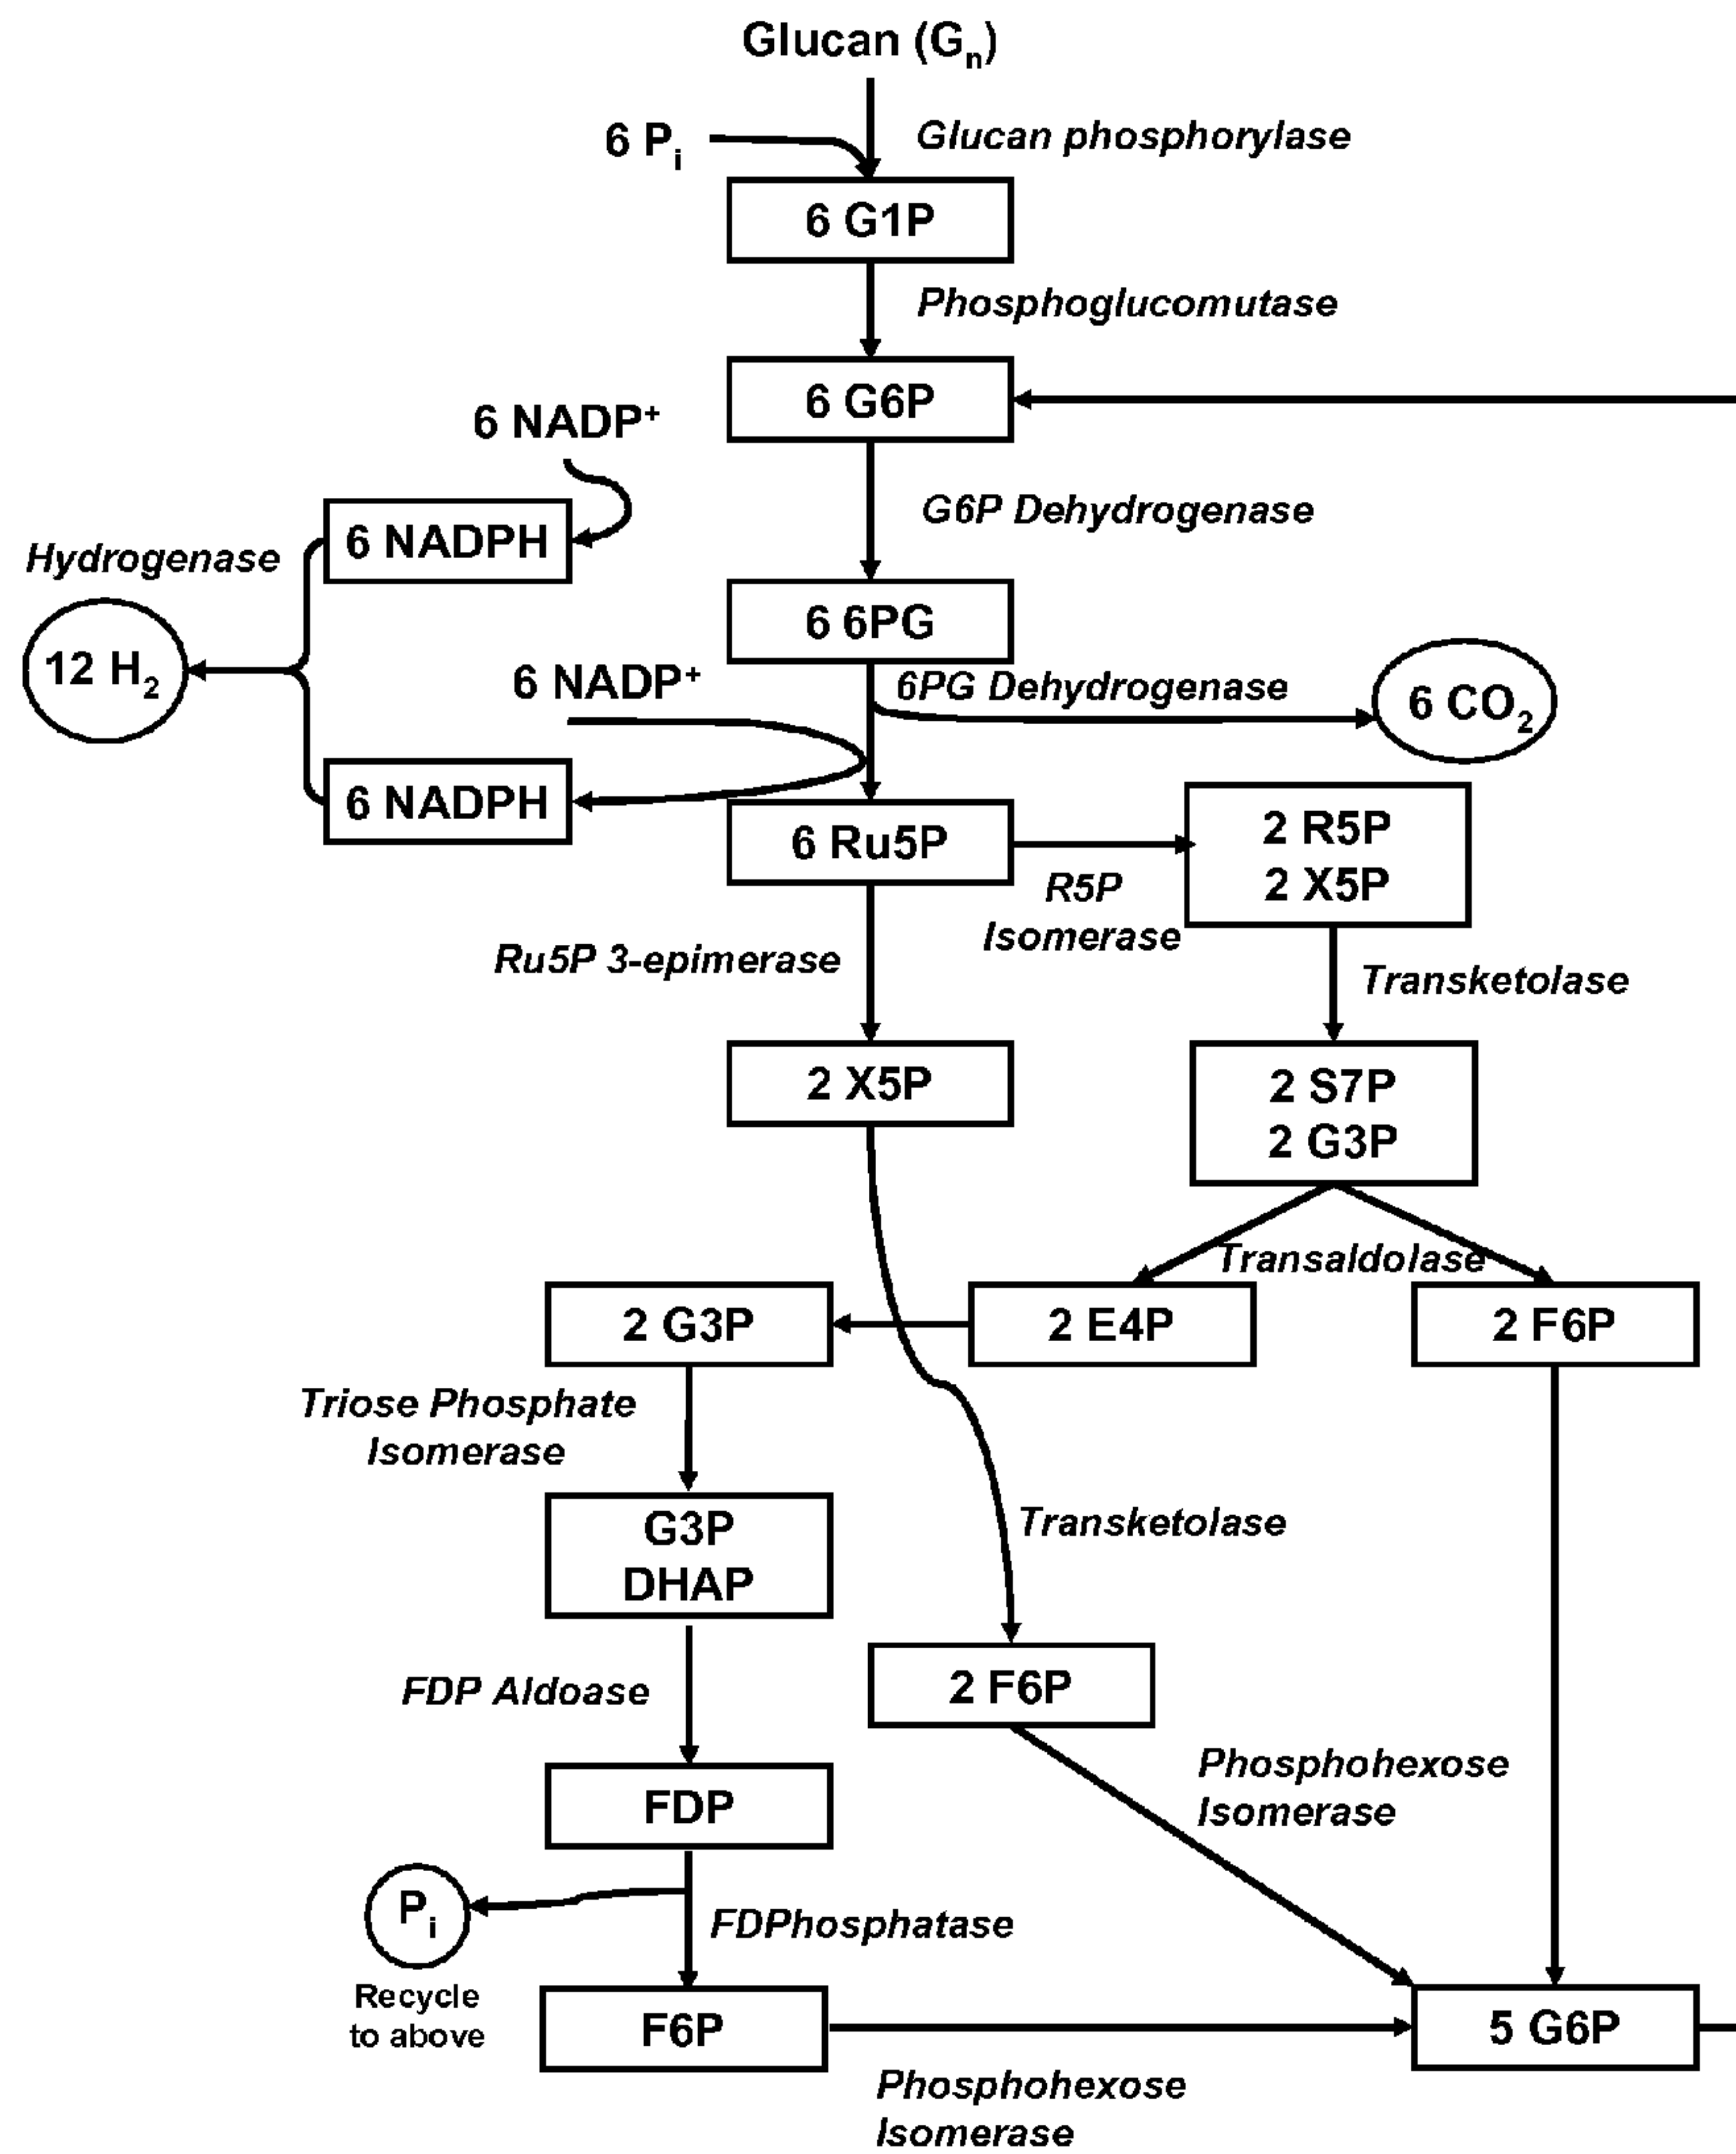 Glucan (Gn)
6 Pi
Glucan phosphorylase
6 G1P
Phosphoglucomutase
6 G6P
6 NADP+
G6P Dehydrogenase
6 NADPH
Hydrogenase
12 H2
6 6PG
6 NADP+
6PG Dehydrogenase
6 CO2
6 NADPH
6 Ru5P
R5P
Isomerase
2 R5P
2 X5P
Ru5P 3-epimerase
Transketolase
2 X5P
2 S7P
2 G3P
Transaldolase
2 G3P
2 E4P
2 F6P
Triose Phosphate
Isomerase
G3P
DHAP
Transketolase
FDP Aldoase
2 F6P
Phosphohexose
Isomerase
FDP
Pi
Recycle
to above
FDPhosphatase
F6P
5 G6P
Phosphohexose
Isomerase